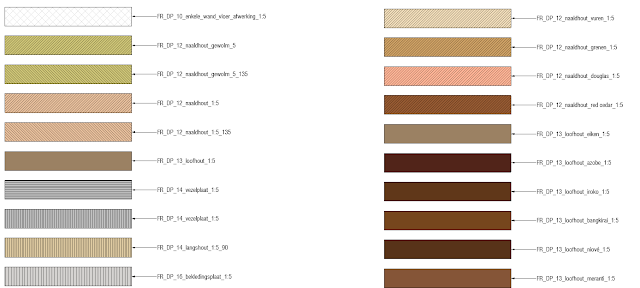 FR_DP_10_enkele_wand_vloer_afwerking_1:5
FR_DP_12_naaldhout_gewolm_5
FR_DP_12_naaldhout_gewolm_5_135
FR_DP_12_naaldhout_1:5
FR_DP_12_naaldhout_1:5_135
FR_DP_13_loofhout_1:5
FR_DP_14_vezelplaat_1:5
FR_DP_14_vezelplaat_1:5
FR_DP_14_langshout_1:5_90
FR_DP_16_bekledingsplaat_1:5
FR_DP_12_naaldhout_vuren_1:5
FR_DP_12_naaldhout_grenen_1:5
FR_DP_12_naaldhout_douglas_1:5
FR_DP_12_naaldhout_red cedar_1:5
FR_DP_13_loofhout_eiken_1:5
FR_DP_13_loofhout_azobe_1:5
FR_DP_13_loofhout_iroko_1:5
FR_DP_13_loofhout_bangkirai_1:5
FR_DP_13_loofhout_niové_1:5
FR_DP_13_loofhout_meranti_1:5